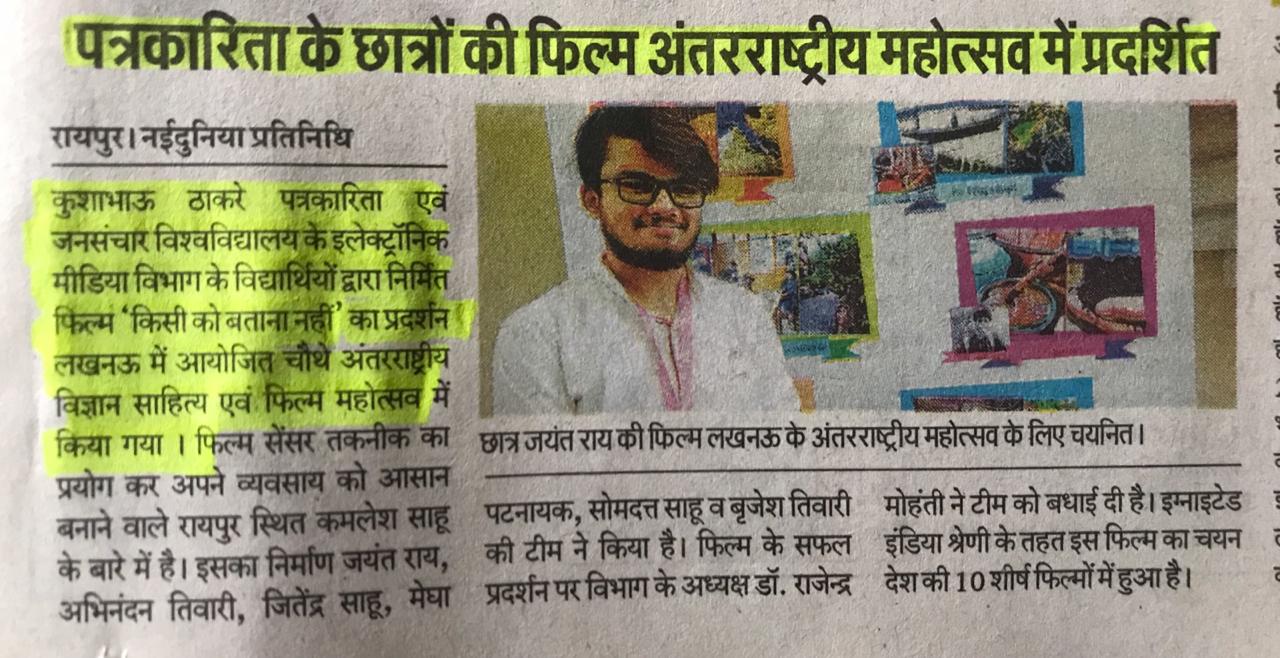 पत्रकारिता के छात्रों की फिल्म अंतरराष्ट्रीय महोत्सव में प्रदर्शित
रायपुर। नईदुनिया प्रतिनिधि
कुशाभाऊ ठाकरे पत्रकारिता एवं
जनसंचार विश्वविद्यालय के इलेक्ट्रॉनिक
मीडिया विभाग के विद्यार्थियों द्वारा निर्मित
फिल्म 'किसी को बताना नहीं' का प्रदर्शन
लखनऊ में आयोजित चौथे अंतरराष्ट्रीय
विज्ञान साहित्य एवं फिल्म महोत्सव में
किया गया । फिल्म सेंसर तकनीक का
प्रयोग कर अपने व्यवसाय को आसान
बनाने वाले रायपुर स्थित कमलेश साहू
के बारे में है। इसका निर्माण जयंत राय,
अभिनंदन तिवारी, जितेंद्र साहू, मेघा
छात्र जयंत राय की फिल्म लखनऊ के अंतरराष्ट्रीय महोत्सव के लिए चयनित।
पटनायक, सोमदत्त साहू व बृजेश तिवारी
की टीम ने किया है। फिल्म के सफल
प्रदर्शन पर विभाग के अध्यक्ष डॉ. राजेन्द्र
मोहंती ने टीम को बधाई दी है। इग्नाइटेड
इंडिया श्रेणी के तहत इस फिल्म का चयन
देश की 10 शीर्ष फिल्मों में हुआ है।